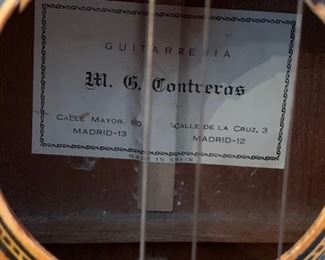 GUITARRERIA
M. G. Contreras
CALLE MAYOR, 80 CALLE DE LA CRUZ, 3
MADRID-13 MADRID-12
MADE IN SPAIN